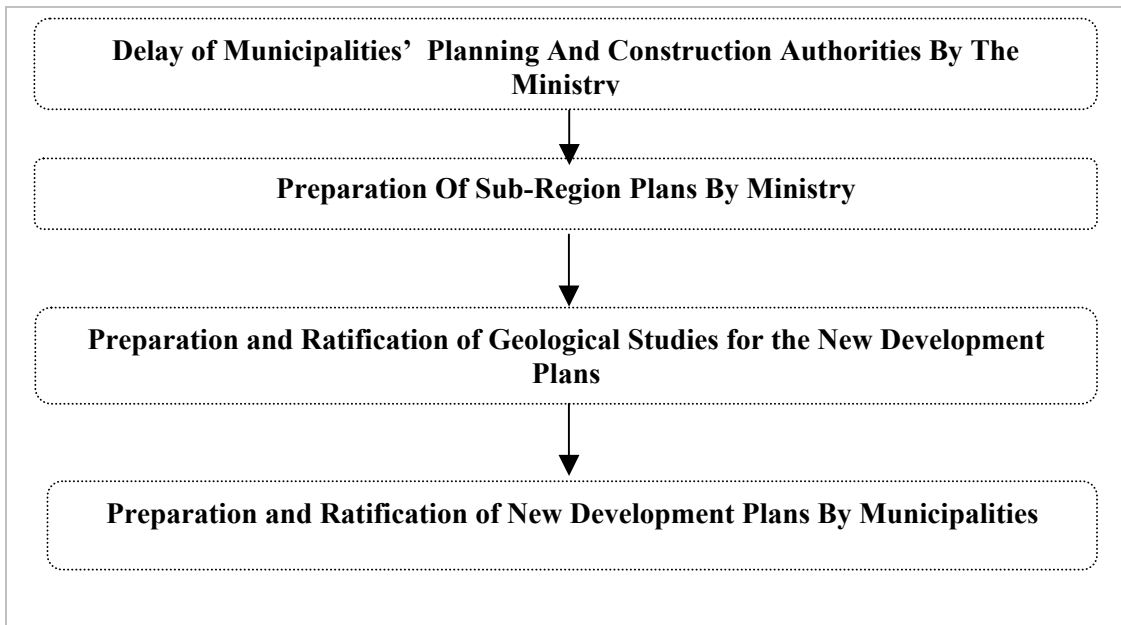 Delay of Municipalities’ Planning And Construction Authorities By The
Ministry
Preparation Of Sub-Region Plans By Ministry
Preparation and Ratification of Geological Studies for the New Development
Plans
Preparation and Ratification of New Development Plans By Municipalities